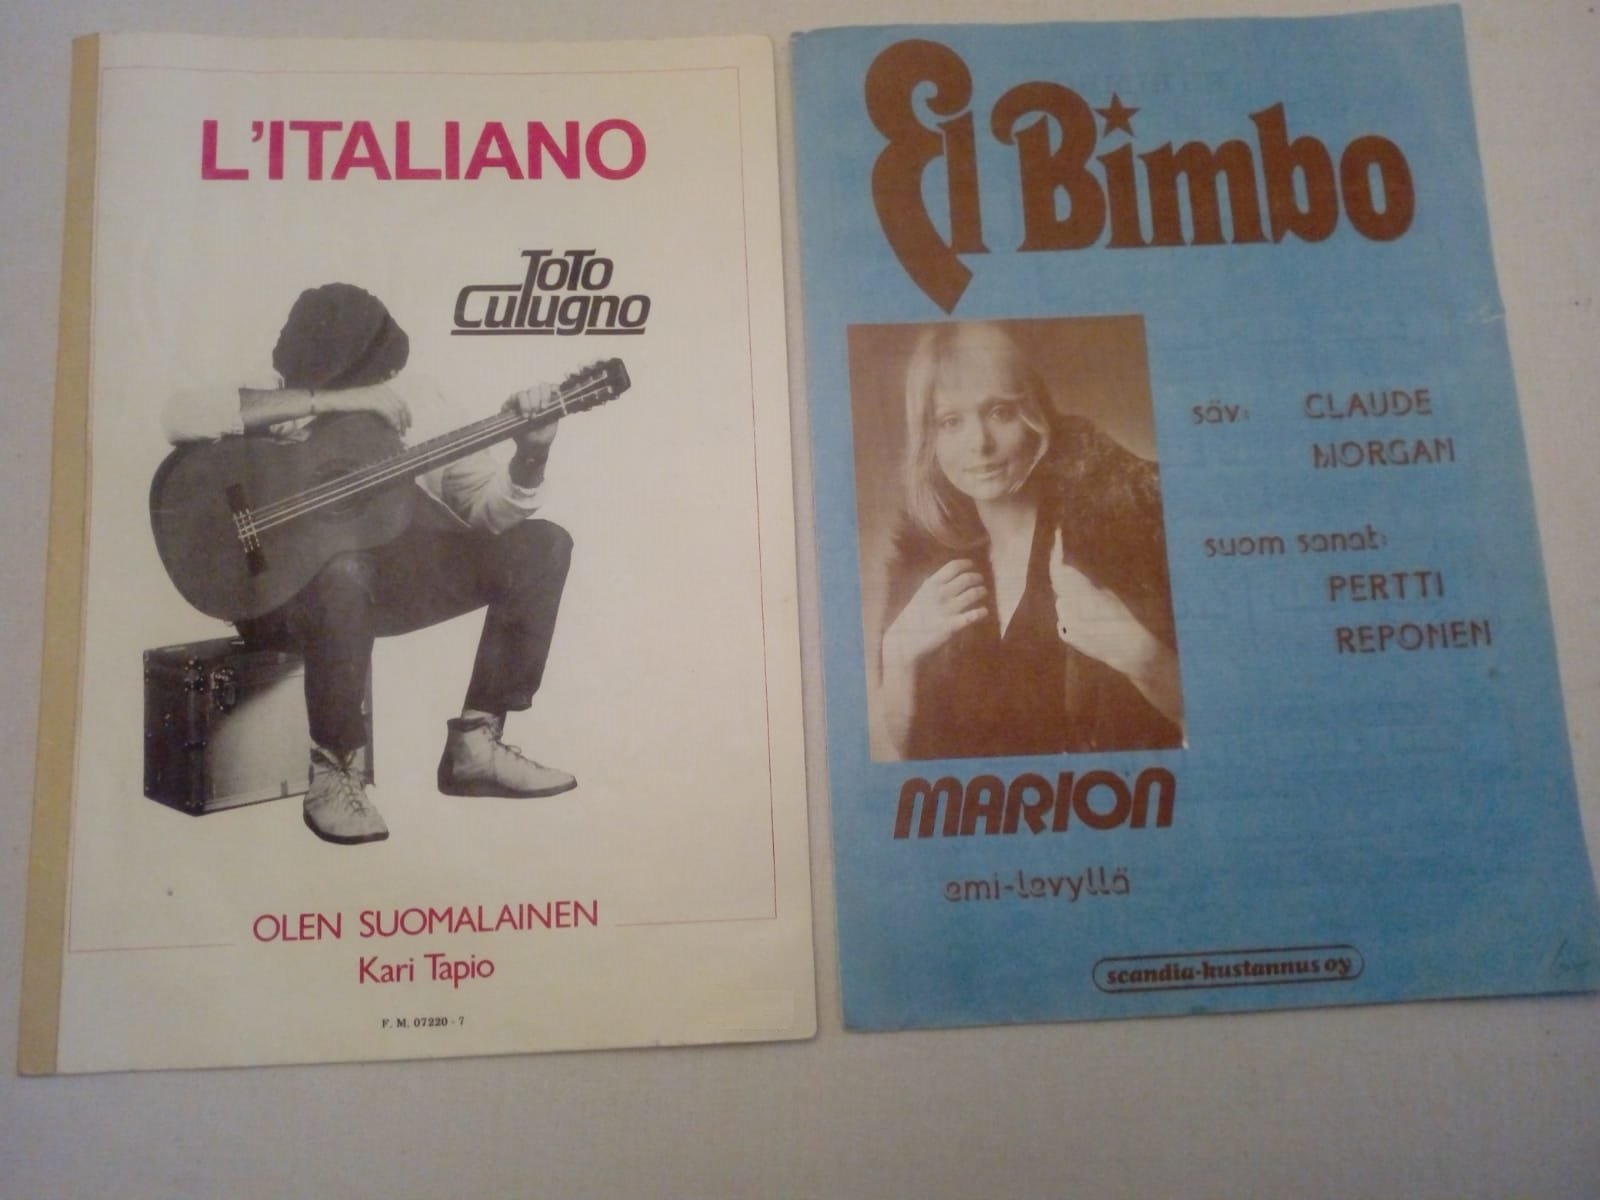 L'ITALIANO
TOTO
CUTUGNO
OLEN SUOMALAINEN
Kari Tapio
F. M. 07220 - 7
El Bimbo
säv: CLAUDE
MORGAN
suom sanat:
PERTTI
REPONEN
MARION
emi-levyllä
scandia-kustannus oy